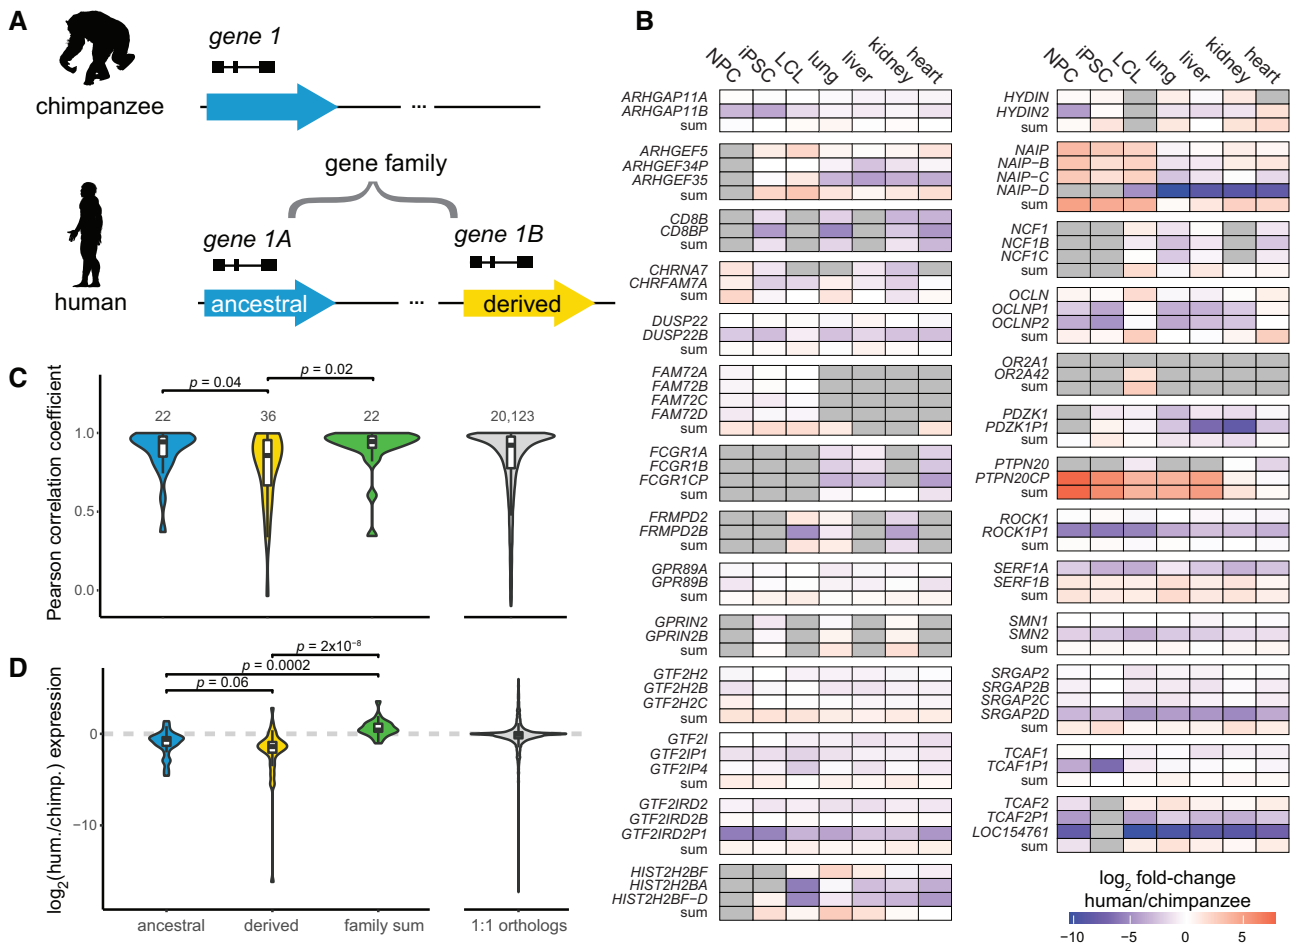 A
chimpanzee
gene 1
...
gene family
human
gene 1A
gene 1B
ancestral
...
derived
B
NPC
iPSC
LCL
lung
liver
kidney
heart
ARHGAP11A
ARHGAP11B
sum
ARHGEF5
ARHGEF34P
ARHGEF35
sum
CD8B
CD8BP
sum
CHRNA7
CHRFAM7A
sum
DUSP22
DUSP22B
sum
FAM72A
FAM72B
FAM72C
FAM72D
sum
FCGR1A
FCGR1B
FCGR1CP
sum
FRMPD2
FRMPD2B
sum
GPR89A
GPR89B
sum
GPRIN2
GPRIN2B
sum
GTF2H2
GTF2H2B
GTF2H2C
sum
GTF2I
GTF2IP1
GTF2IP4
sum
GTF2IRD2
GTF2IRD2B
GTF2IRD2P1
sum
HIST2H2BF
HIST2H2BA
HIST2H2BF-D
sum
NPC
iPSC
LCL
lung
liver
kidney
heart
HYDIN
HYDIN2
sum
NAIP
NAIP−B
NAIP−C
NAIP−D
sum
NCF1
NCF1B
NCF1C
sum
OCLN
OCLNP1
OCLNP2
sum
OR2A1
OR2A42
sum
PDZK1
PDZK1P1
sum
PTPN20
PTPN20CP
sum
ROCK1
ROCK1P1
sum
SERF1A
SERF1B
sum
SMN1
SMN2
sum
SRGAP2
SRGAP2B
SRGAP2C
SRGAP2D
sum
TCAF1
TCAF1P1
sum
TCAF2
TCAF2P1
LOC154761
sum
log2 fold-change
human/chimpanzee
−10 −5 0 5
C
Pearson correlation coefficient
p = 0.04
p = 0.02
22 36 22 20,123
1.0
0.5
0.0
D
log2(hum./chimp.) expression
p = 2x10−8
p = 0.0002
p = 0.06
0
−10
ancestral derived family sum 1:1 orthologs